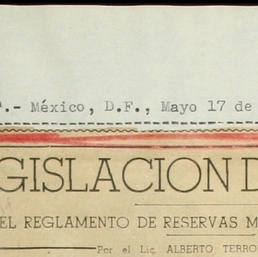 .- México, D.F., Mayo 17 de
GISLACION D
EL REGLAMENTO DE RESERVAS M
Por el Lic. ALBERTO TERRO